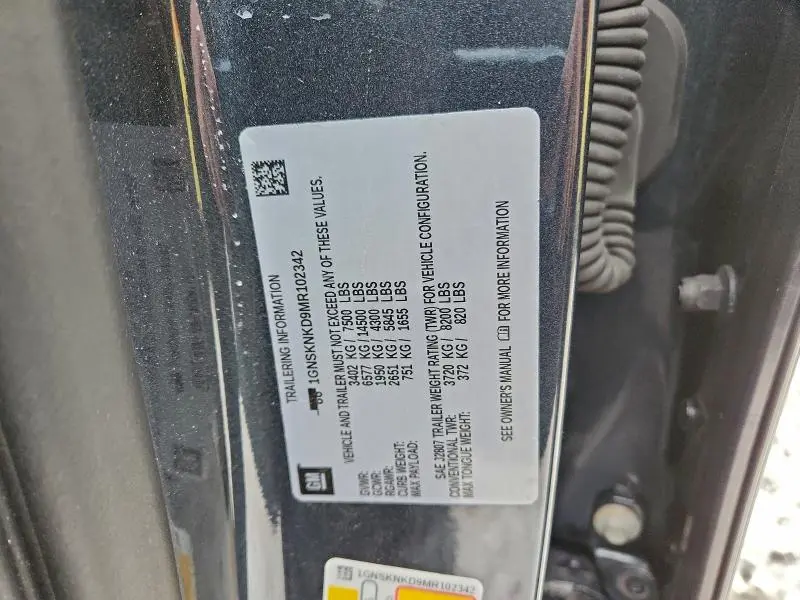 GM
TRAILERING INFORMATION
1GNSKNKD9MR102342
VEHICLE AND TRAILER MUST NOT EXCEED ANY OF THESE VALUES.
GVWR: 3402 KG / 7500 LBS
GCWR: 6577 KG / 14500 LBS
RGAWR: 1950 KG / 4300 LBS
CURB WEIGHT: 2651 KG / 5845 LBS
MAX PAYLOAD: 751 KG / 1655 LBS
SAE J2807 TRAILER WEIGHT RATING (TWR) FOR VEHICLE CONFIGURATION.
CONVENTIONAL TWR: 3720 KG / 8200 LBS
MAX TONGUE WEIGHT: 372 KG / 820 LBS
SEE OWNER'S MANUAL FOR MORE INFORMATION
1GNSKNKD9MR102342